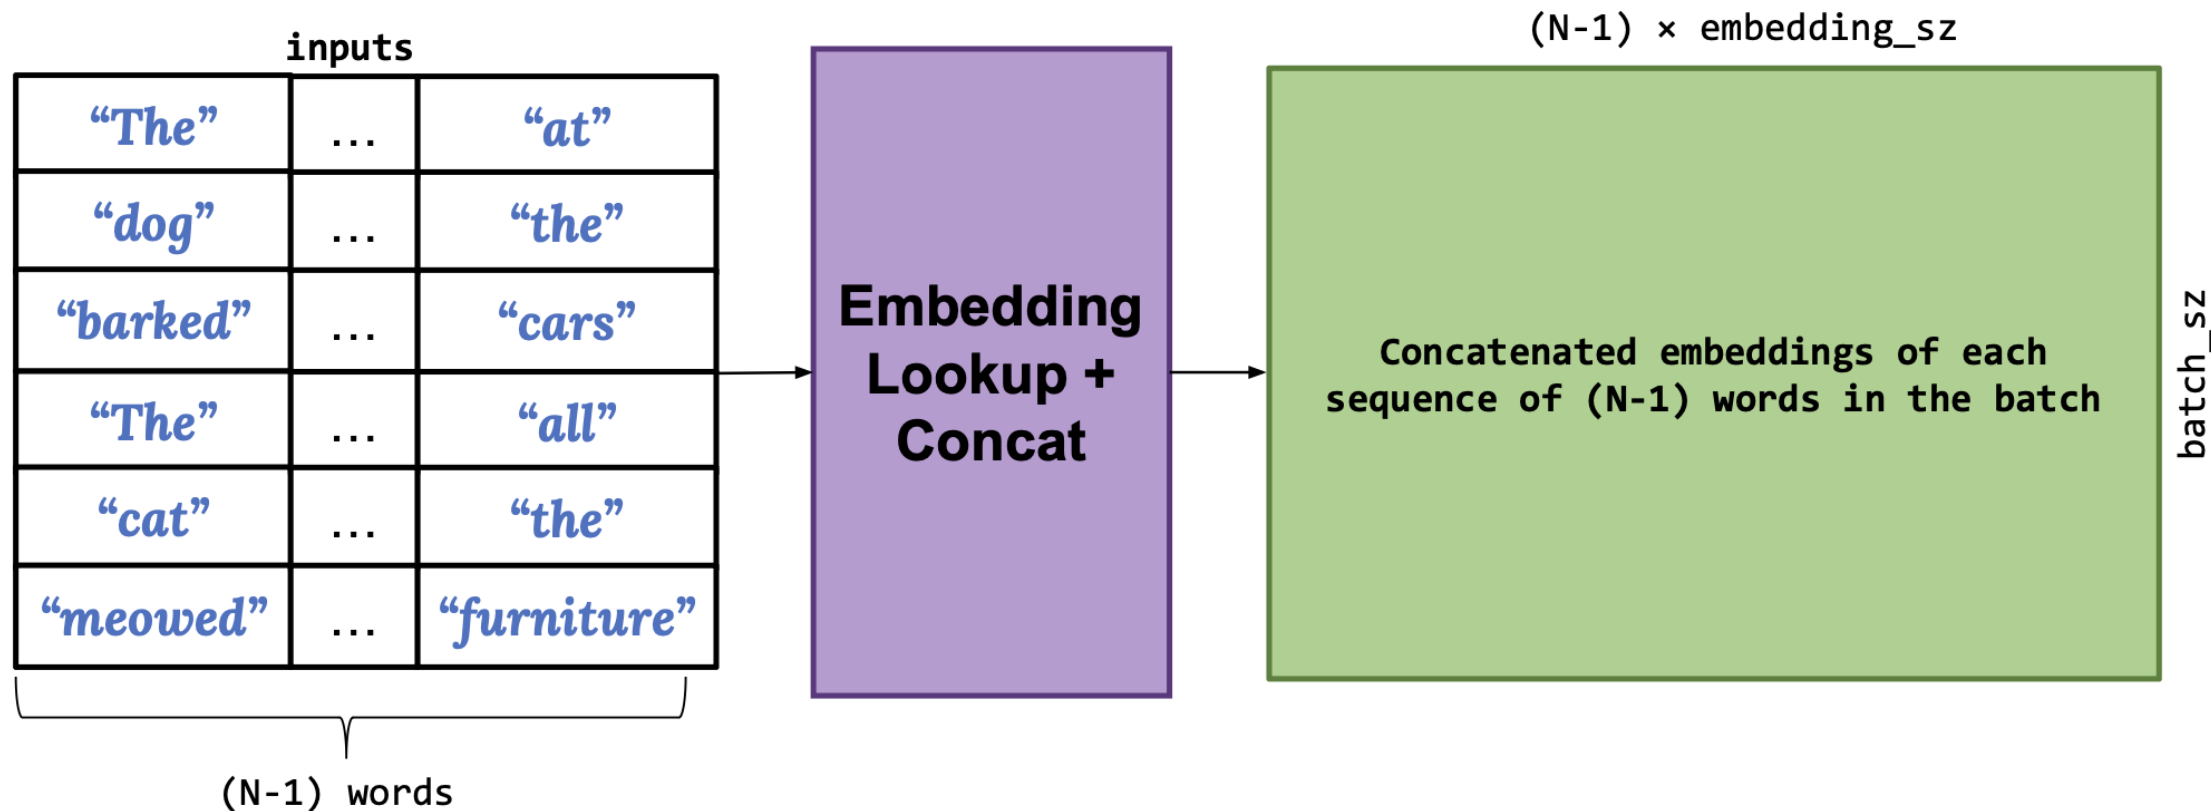 inputs
“The” ... “at”
“dog” ... “the”
“barked” ... “cars”
“The” ... “all”
“cat” ... “the”
“meowed” ... “furniture”
(N-1) words
Embedding
Lookup +
Concat
(N-1) × embedding_sz
Concatenated embeddings of each
sequence of (N-1) words in the batch
batch_sz